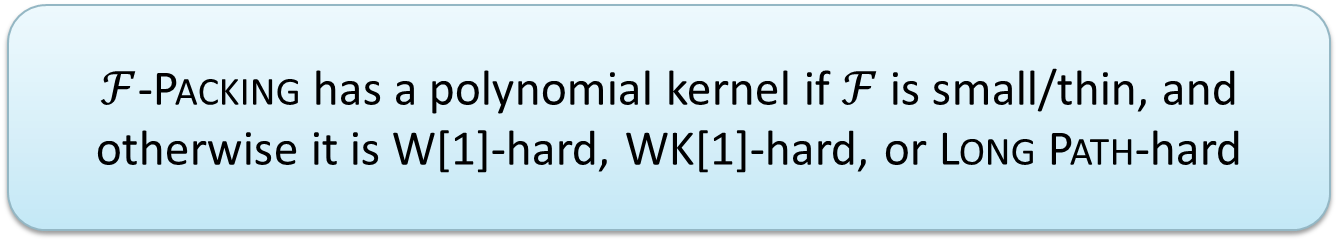 ℱ-PACKING has a polynomial kernel if ℱ is small/thin, and
otherwise it is W[1]-hard, WK[1]-hard, or LONG PATH-hard